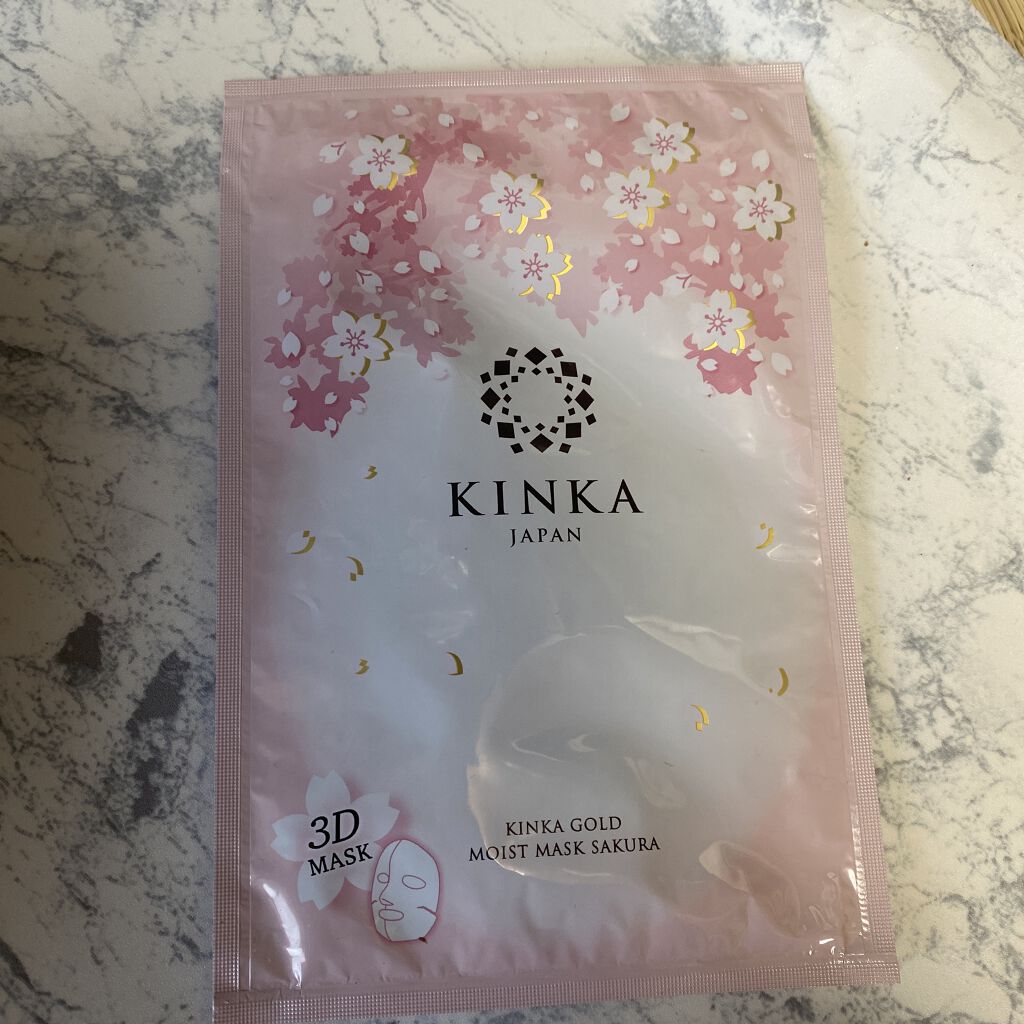 KINKA
JAPAN
3D
MASK
KINKA GOLD
MOIST MASK SAKURA